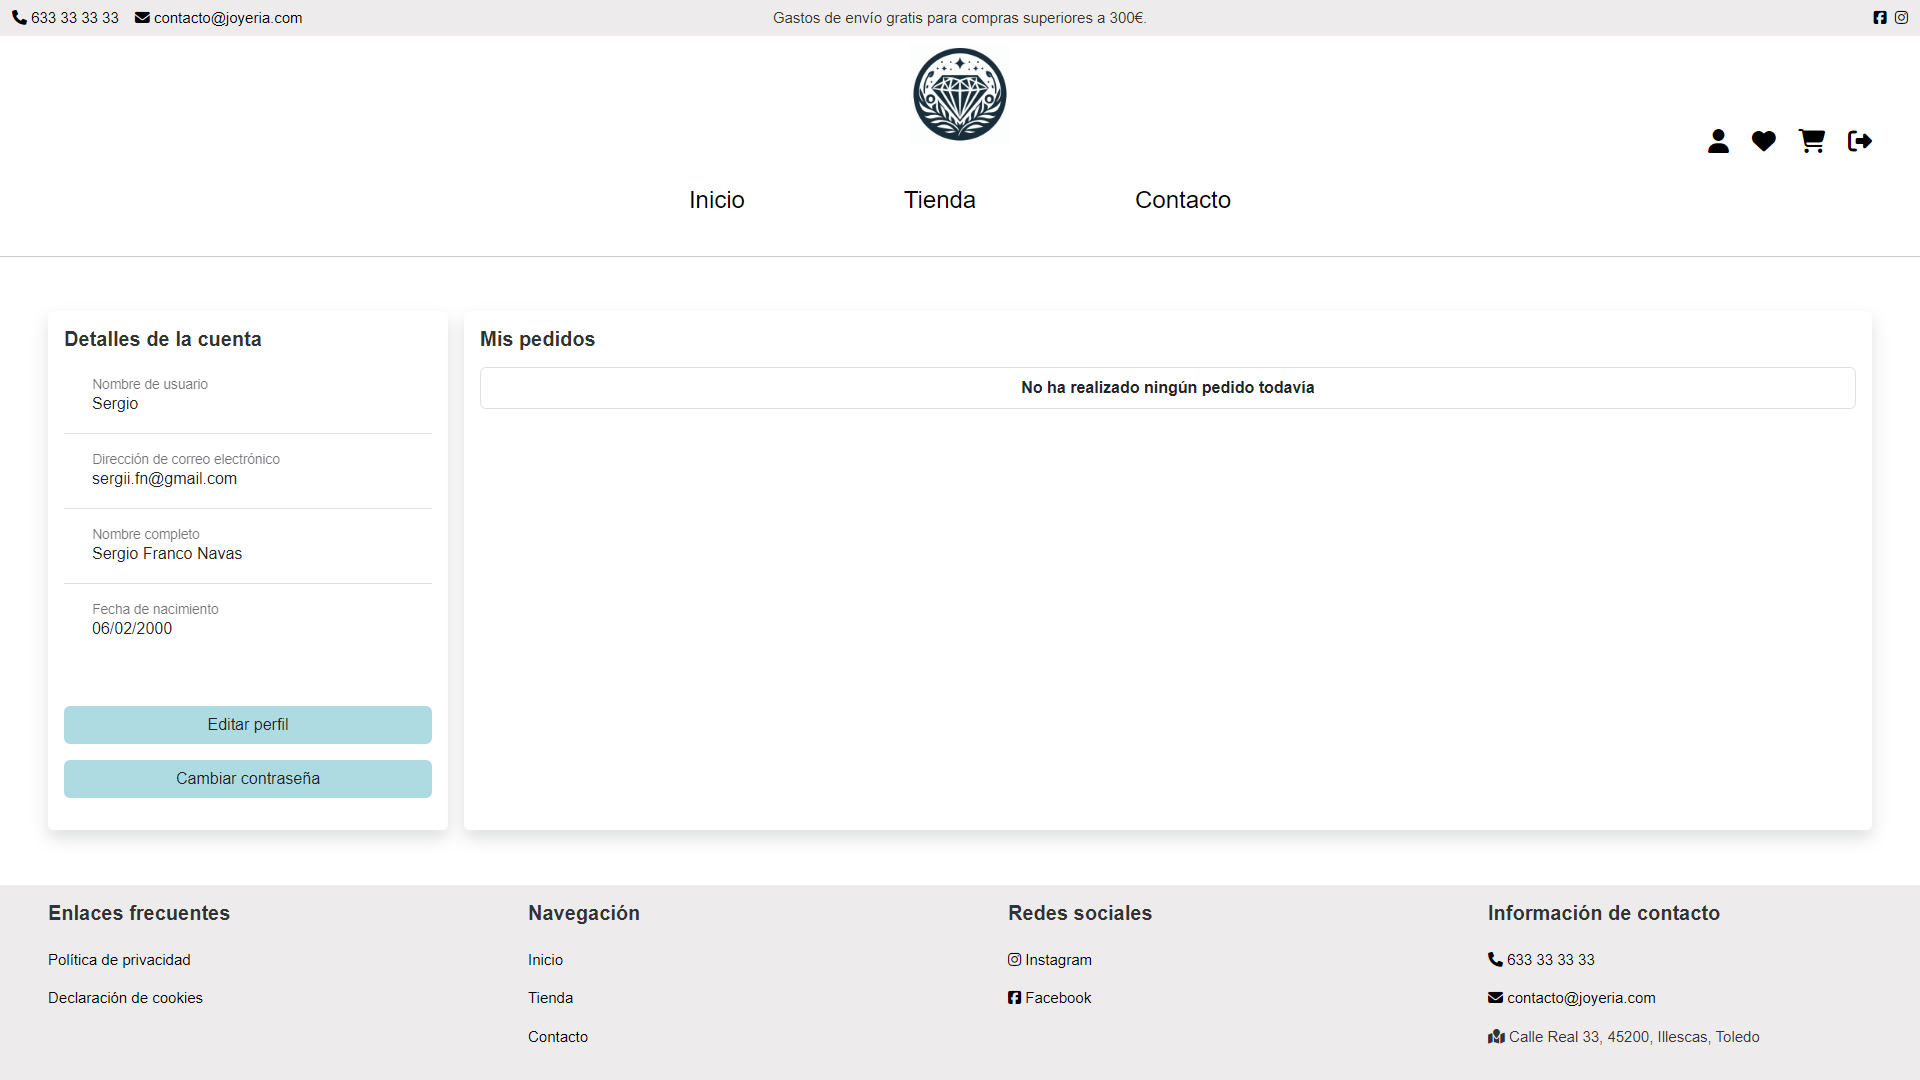 633 33 33 33 contacto@joyeria.com
Gastos de envío gratis para compras superiores a 300€.
Inicio Tienda Contacto
Detalles de la cuenta
Nombre de usuario
Sergio
Dirección de correo electrónico
sergii.fn@gmail.com
Nombre completo
Sergio Franco Navas
Fecha de nacimiento
06/02/2000
Editar perfil
Cambiar contraseña
Mis pedidos
No ha realizado ningún pedido todavía
Enlaces frecuentes
Política de privacidad
Declaración de cookies
Navegación
Inicio
Tienda
Contacto
Redes sociales
Instagram
Facebook
Información de contacto
633 33 33 33
contacto@joyeria.com
Calle Real 33, 45200, Illescas, Toledo